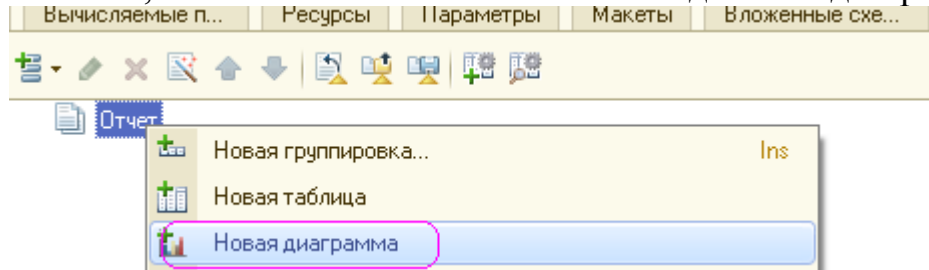 Вычисляемые п... Ресурсы Параметры Макеты Вложенные схе...
Отчет
Новая группировка... Ins
Новая таблица
Новая диаграмма